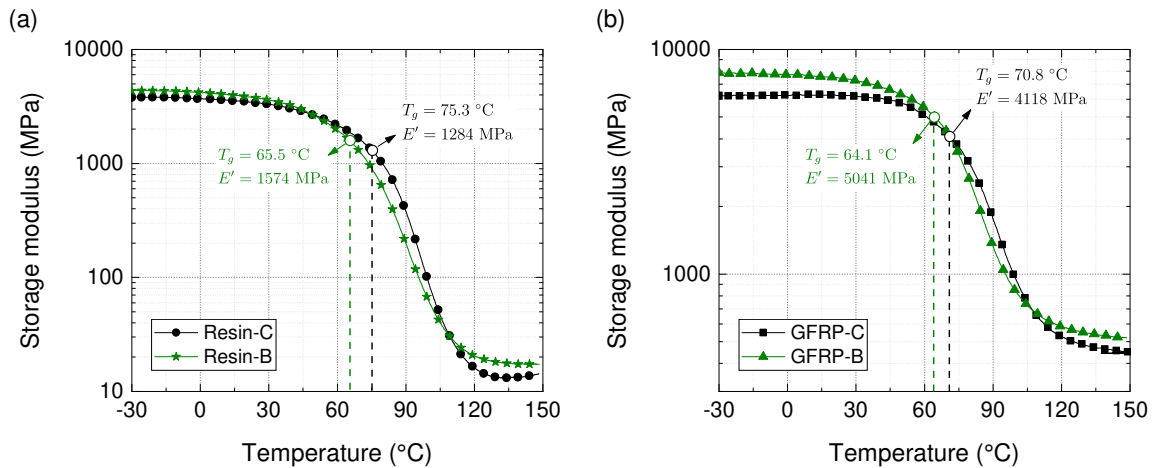 (a)
10000
1000
100
10
Storage modulus (MPa)
T_g = 75.3 °C
E′ = 1284 MPa
T_g = 65.5 °C
E′ = 1574 MPa
Resin-C
Resin-B
-30 0 30 60 90 120 150
Temperature (°C)
(b)
10000
1000
Storage modulus (MPa)
T_g = 70.8 °C
E′ = 4118 MPa
T_g = 64.1 °C
E′ = 5041 MPa
GFRP-C
GFRP-B
-30 0 30 60 90 120 150
Temperature (°C)